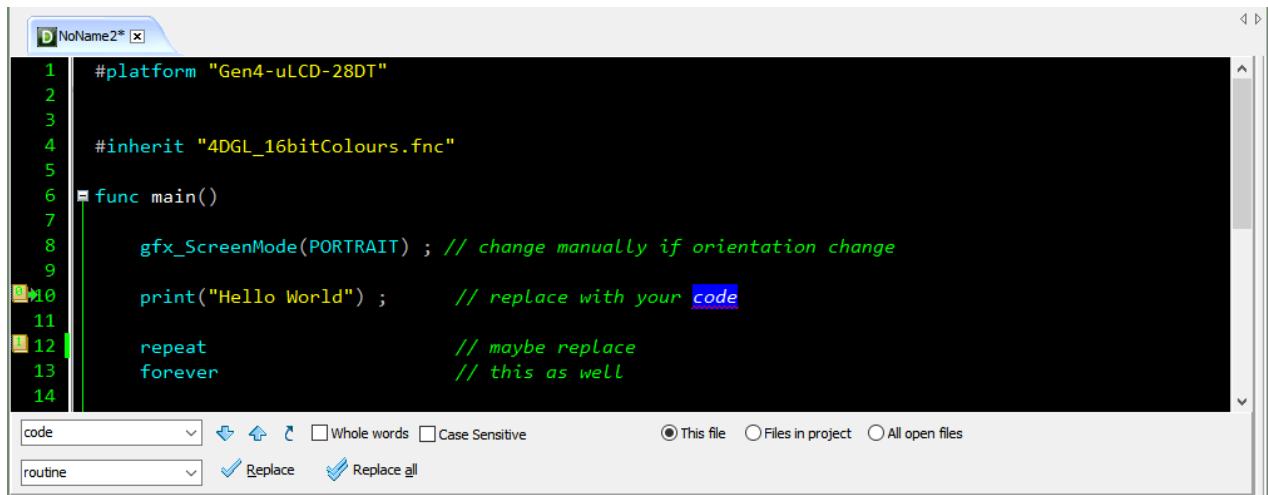 NoName2*
1 #platform "Gen4-uLCD-28DT"
2
3
4 #inherit "4DGL_16bitColours.fnc"
5
6 func main()
7
8 gfx_ScreenMode(PORTRAIT) ; // change manually if orientation change
9
0 10 print("Hello World") ; // replace with your code
11
1 12 repeat // maybe replace
13 forever // this as well
14
code Whole words Case Sensitive This file Files in project All open files
routine Replace Replace all